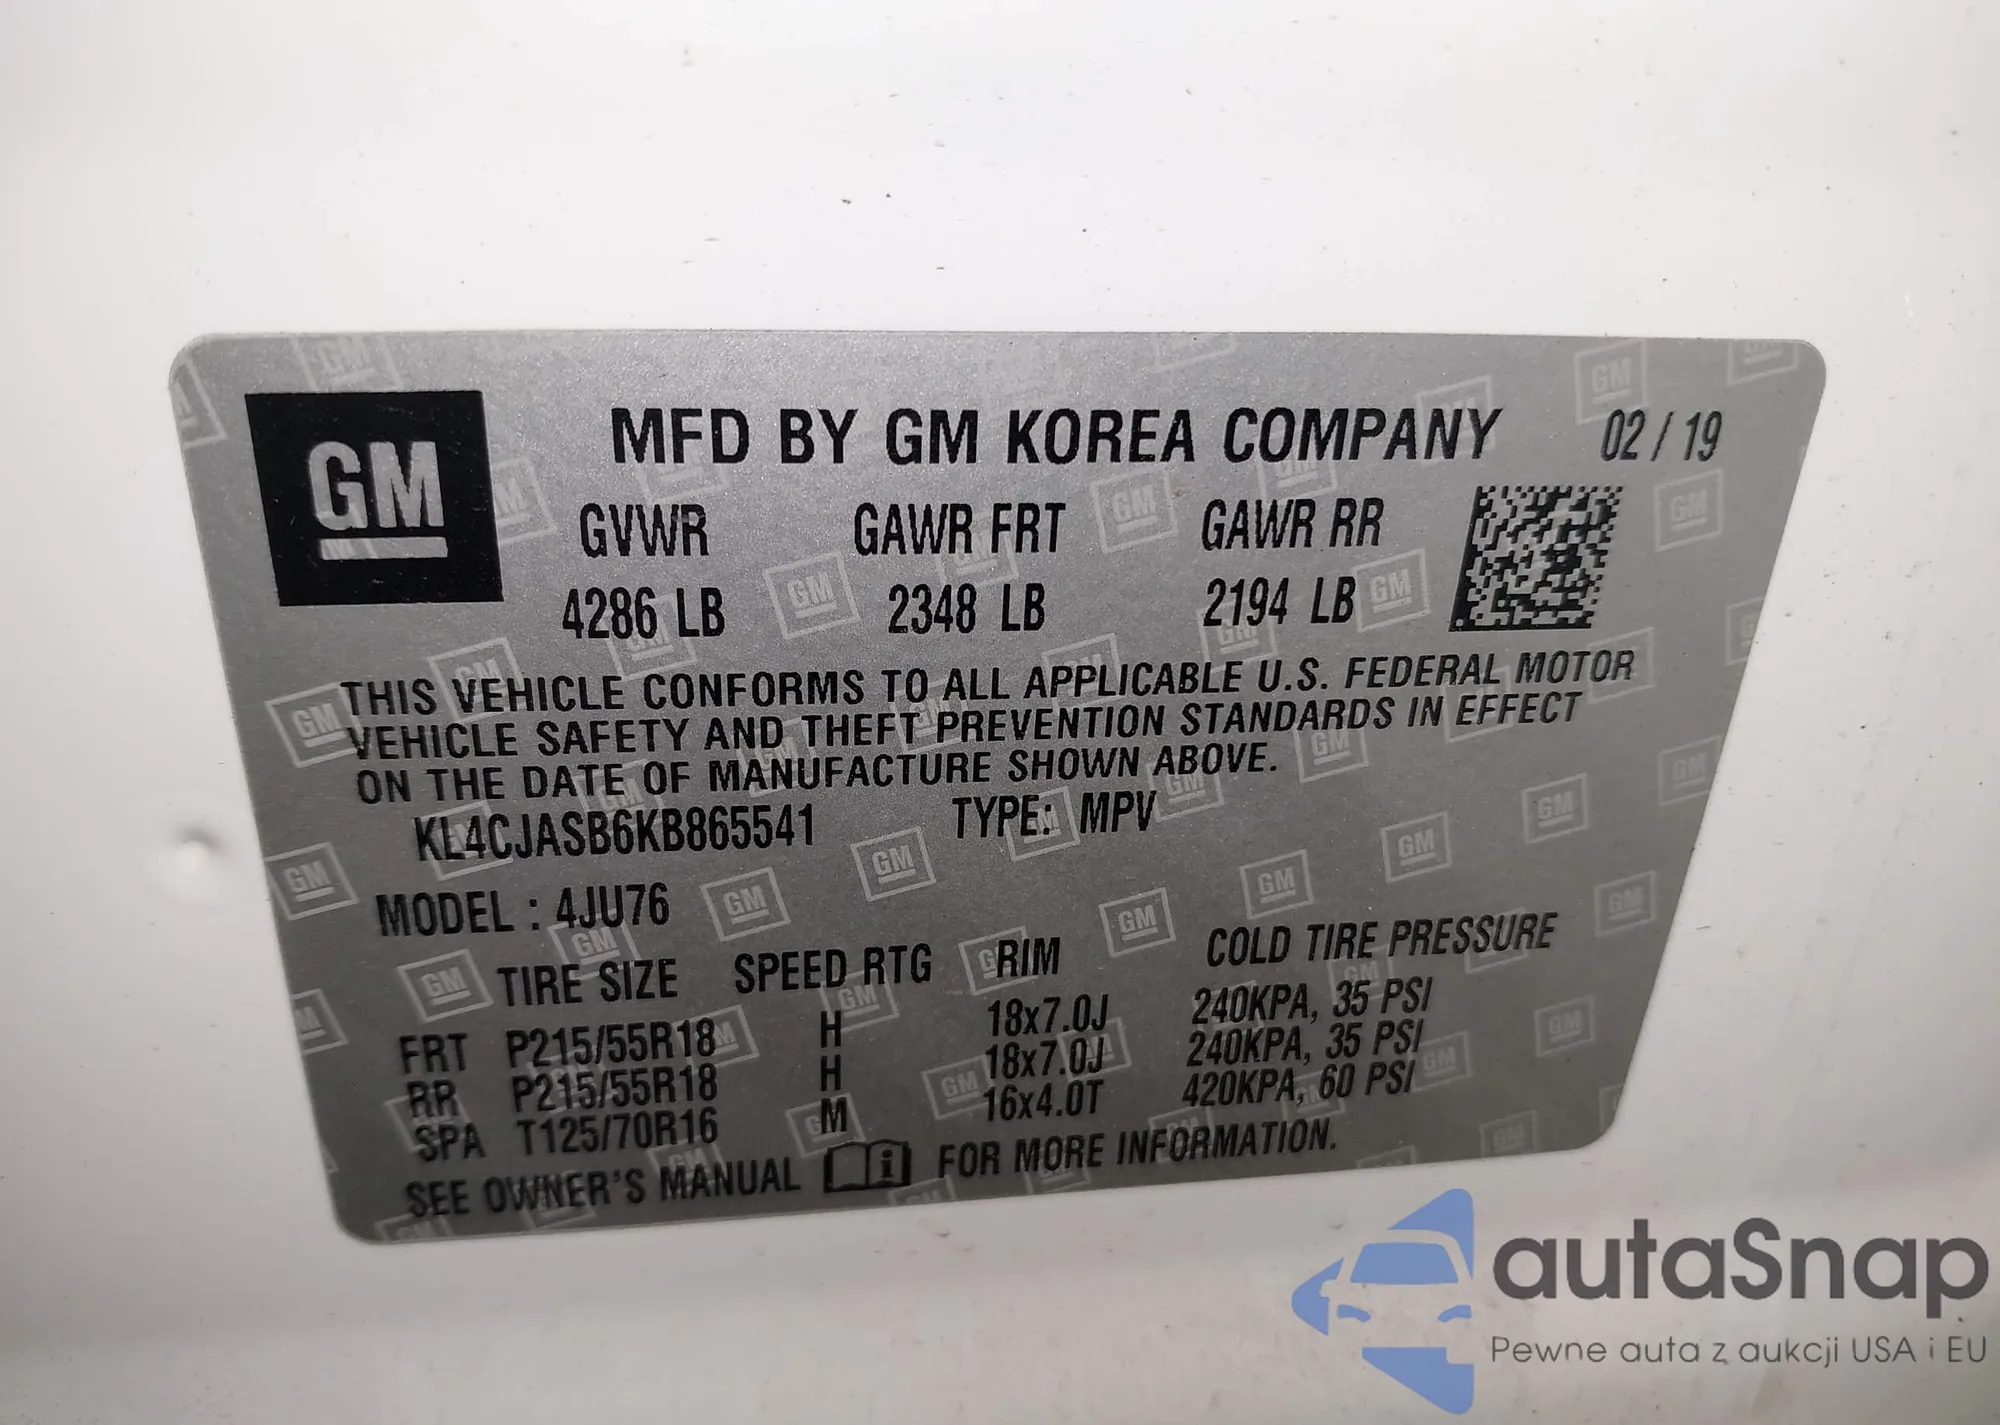 GM
MFD BY GM KOREA COMPANY 02 / 19
GVWR GAWR FRT GAWR RR
4286 LB 2348 LB 2194 LB
THIS VEHICLE CONFORMS TO ALL APPLICABLE U.S. FEDERAL MOTOR
VEHICLE SAFETY AND THEFT PREVENTION STANDARDS IN EFFECT
ON THE DATE OF MANUFACTURE SHOWN ABOVE.
KL4CJASB6KB865541 TYPE: MPV
MODEL : 4JU76
TIRE SIZE SPEED RTG RIM COLD TIRE PRESSURE
FRT P215/55R18 H 18x7.0J 240KPA, 35 PSI
RR P215/55R18 H 18x7.0J 240KPA, 35 PSI
SPA T125/70R16 M 16x4.0T 420KPA, 60 PSI
SEE OWNER'S MANUAL i FOR MORE INFORMATION.
autaSnap
Pewne auta z aukcji USA i EU